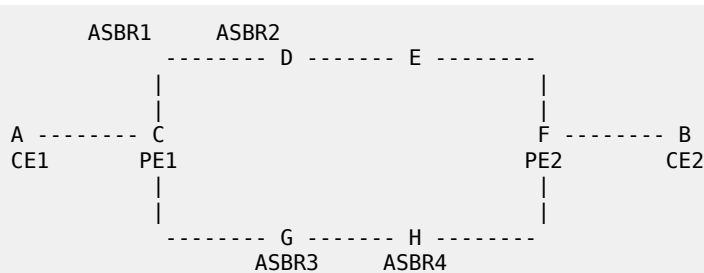 ASBR1 ASBR2
-------- D ------- E --------
| |
| |
A -------- C F -------- B
CE1 PE1 PE2 CE2
| |
| |
-------- G ------- H --------
ASBR3 ASBR4